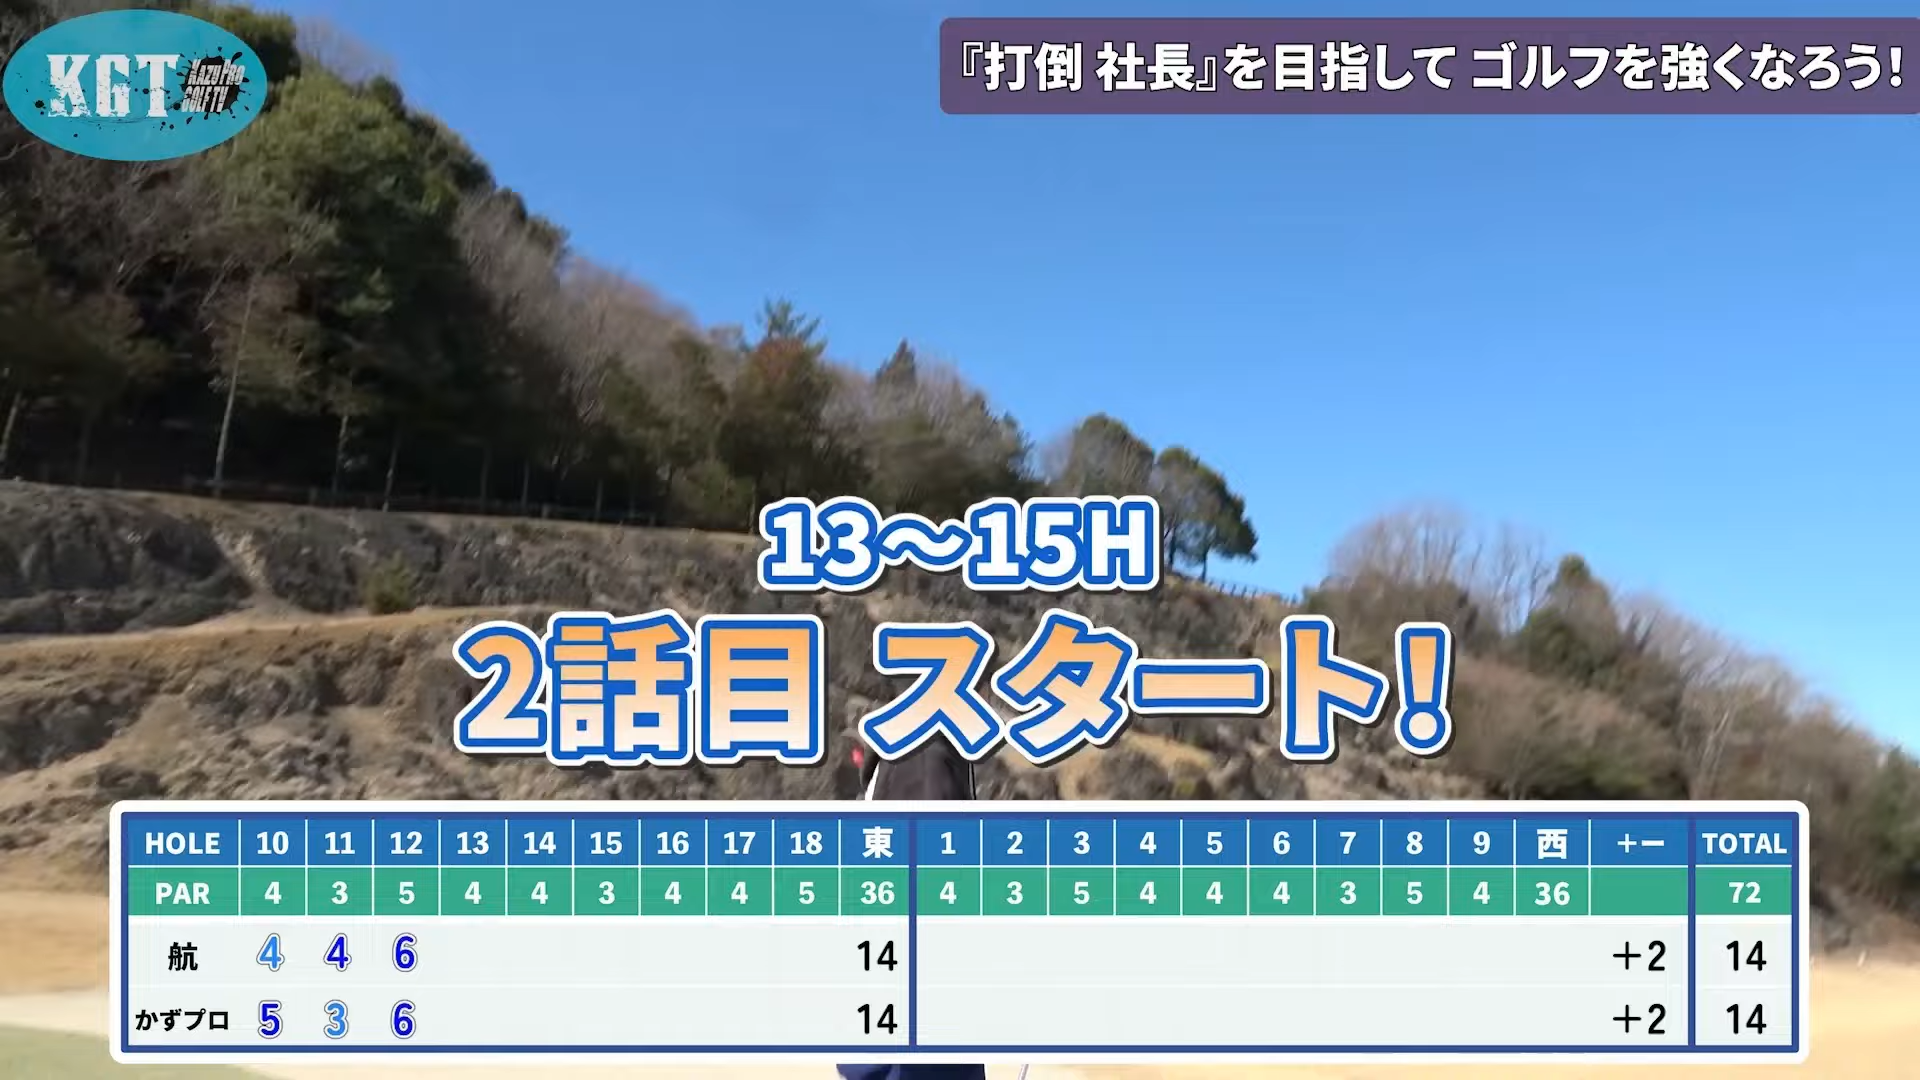 KGT
KAZU PRO
GOLF TV
『打倒 社長』を目指して ゴルフを強くなろう!
13〜15H
2話目 スタート!
HOLE 10 11 12 13 14 15 16 17 18 東 1 2 3 4 5 6 7 8 9 西 +− TOTAL
PAR 4 3 5 4 4 3 4 4 5 36 4 3 5 4 4 4 3 5 4 36 72
航 4 4 6 14 +2 14
かずプロ 5 3 6 14 +2 14